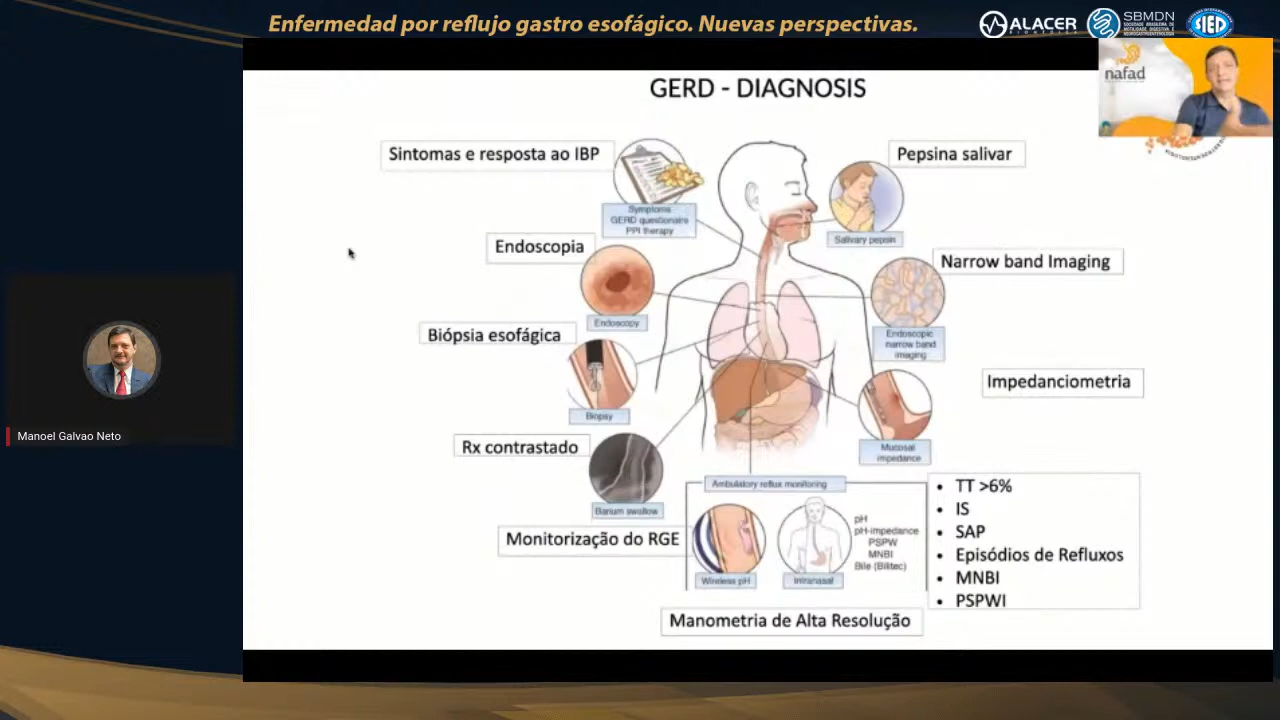 Enfermedad por reflujo gastro esofágico. Nuevas perspectivas.
ALACER
BIOMÉDICA
SBMDN
SIED
nafad
GERD - DIAGNOSIS
Sintomas e resposta ao IBP
Symptoms
GERD questionaire
PPI therapy
Pepsina salivar
Salivary pepsin
Endoscopia
Endoscopy
Narrow band Imaging
Endoscopic
narrow band
imaging
Biópsia esofágica
Biopsy
Impedanciometria
Mucosal
impedance
Rx contrastado
Barium swallow
Ambulatory reflux monitoring
Monitorização do RGE
Wireless pH
Intranasal
pH
pH-impedance
PSPW
MNBI
Bile (Bilitec)
• TT >6%
• IS
• SAP
• Episódios de Refluxos
• MNBI
• PSPWI
Manometria de Alta Resolução
Manoel Galvao Neto